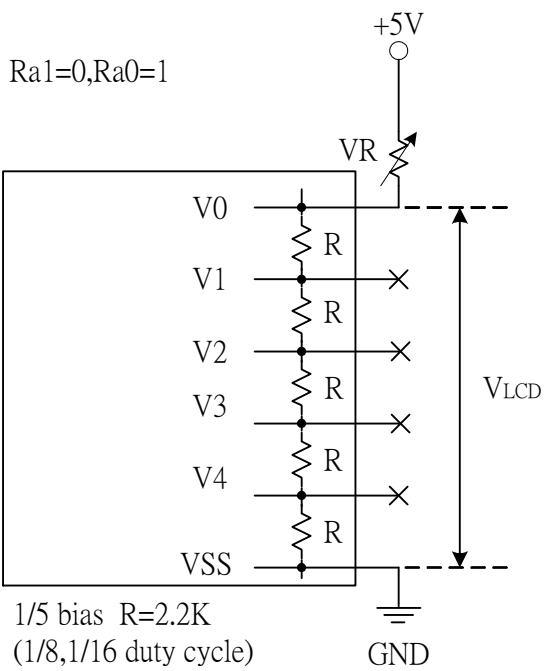 +5V
Ra1=0,Ra0=1
VR
V0
R
V1
R
V2
R
VLCD
V3
R
V4
R
VSS
1/5 bias R=2.2K
(1/8,1/16 duty cycle)
GND